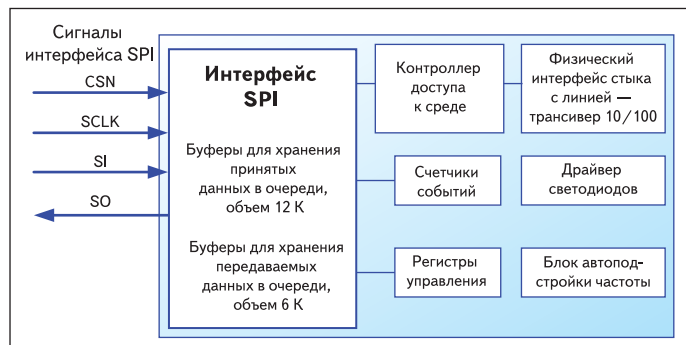 Сигналы
интерфейса SPI
CSN
SCLK
SI
SO
Интерфейс
SPI
Буферы для хранения
принятых
данных в очереди,
объем 12 К
Буферы для хранения
передаваемых
данных в очереди,
объем 6 К
Контроллер
доступа
к среде
Физический
интерфейс стыка
с линией —
трансивер 10/100
Счетчики
событий
Драйвер
светодиодов
Регистры
управления
Блок автопод-
стройки частоты